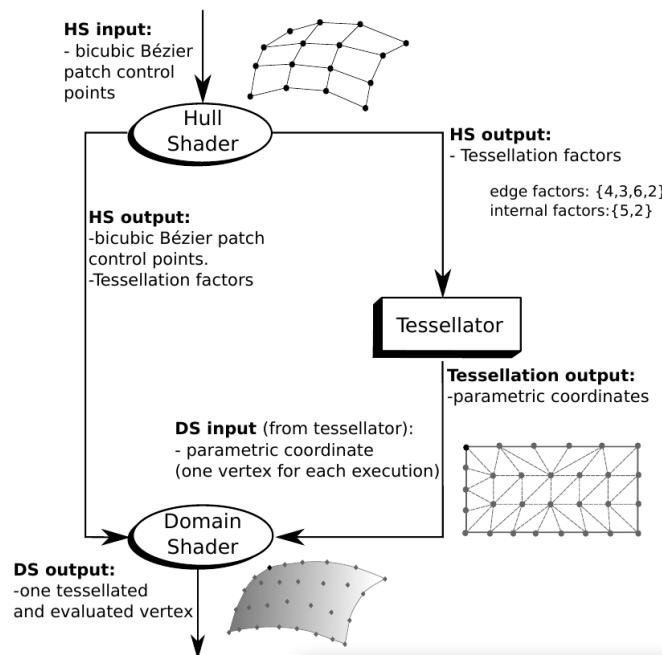 HS input:
- bicubic Bézier
patch control
points
Hull
Shader
HS output:
- Tessellation factors
edge factors: {4,3,6,2}
internal factors:{5,2}
HS output:
-bicubic Bézier patch
control points.
-Tessellation factors
Tessellator
Tessellation output:
-parametric coordinates
DS input (from tessellator):
- parametric coordinate
(one vertex for each execution)
Domain
Shader
DS output:
-one tessellated
and evaluated vertex